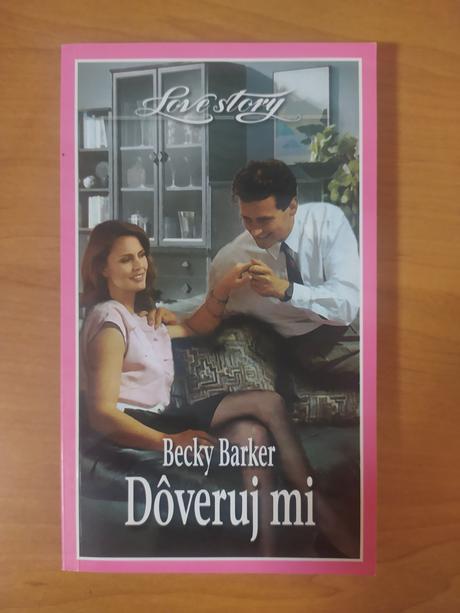 Love story
Becky Barker
Dôveruj mi